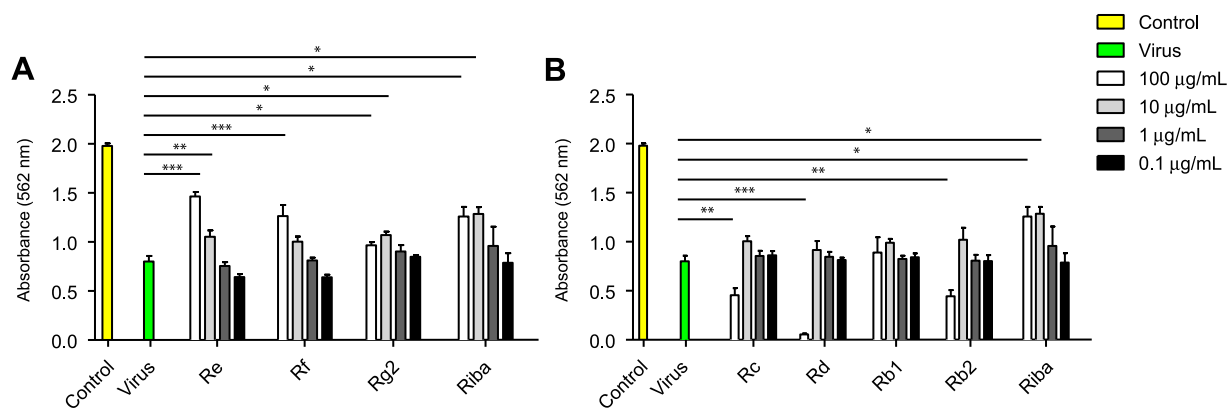 A
*
*
*
*
***
**
***
2.5
2.0
1.5
1.0
0.5
0.0
Absorbance (562 nm)
Control
Virus
Re
Rf
Rg2
Riba
B
*
*
**
***
**
2.5
2.0
1.5
1.0
0.5
0.0
Absorbance (562 nm)
Control
Virus
Rc
Rd
Rb1
Rb2
Riba
Control
Virus
100 µg/mL
10 µg/mL
1 µg/mL
0.1 µg/mL